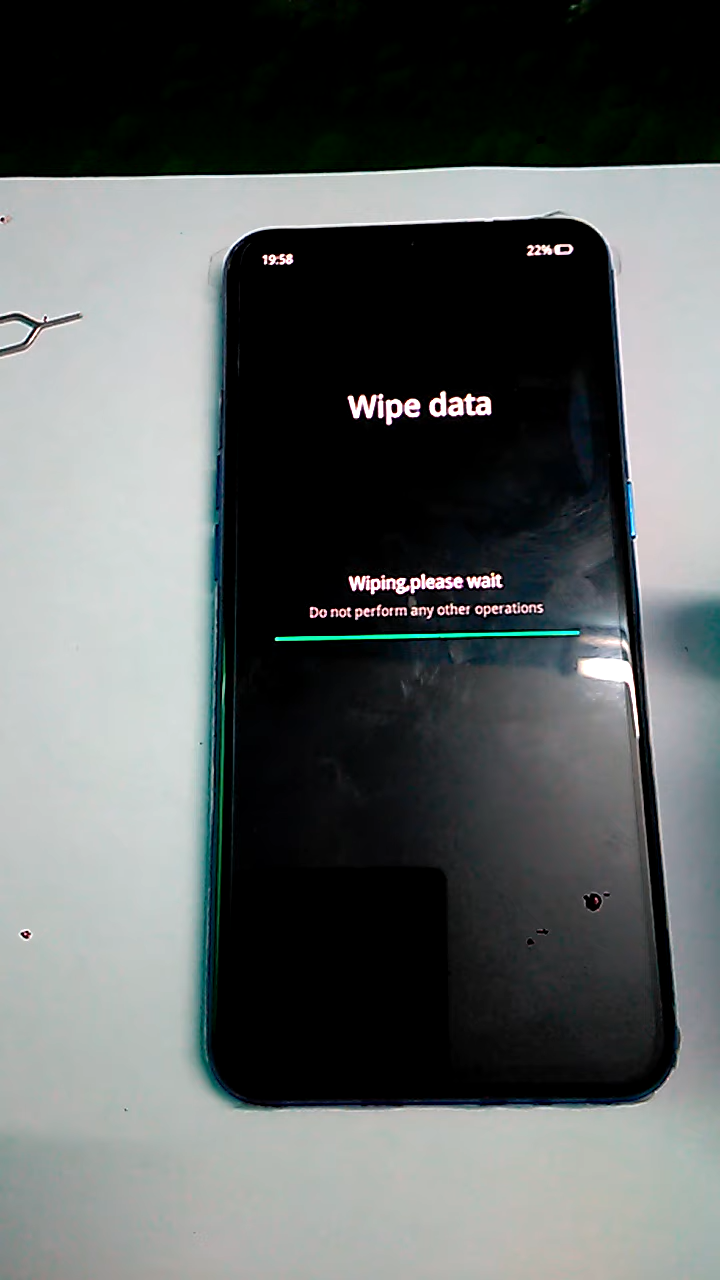 19:58 22%
Wipe data
Wiping,please wait
Do not perform any other operations